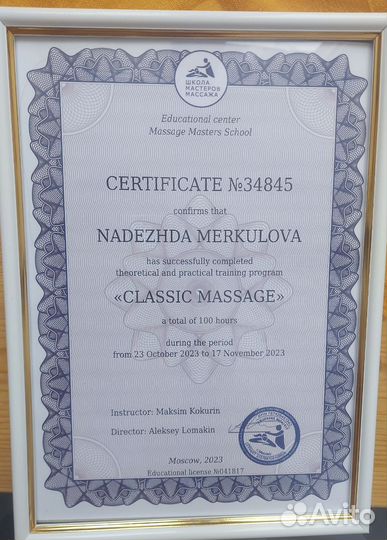 ШКОЛА
МАСТЕРОВ
МАССАЖА
Educational center
Massage Masters School
CERTIFICATE №34845
confirms that
NADEZHDA MERKULOVA
has successfully completed
theoretical and practical training program
«CLASSIC MASSAGE»
a total of 100 hours
during the period
from 23 October 2023 to 17 November 2023
Instructor: Maksim Kokurin
Director: Aleksey Lomakin
Moscow, 2023
Educational license №041817
Avito